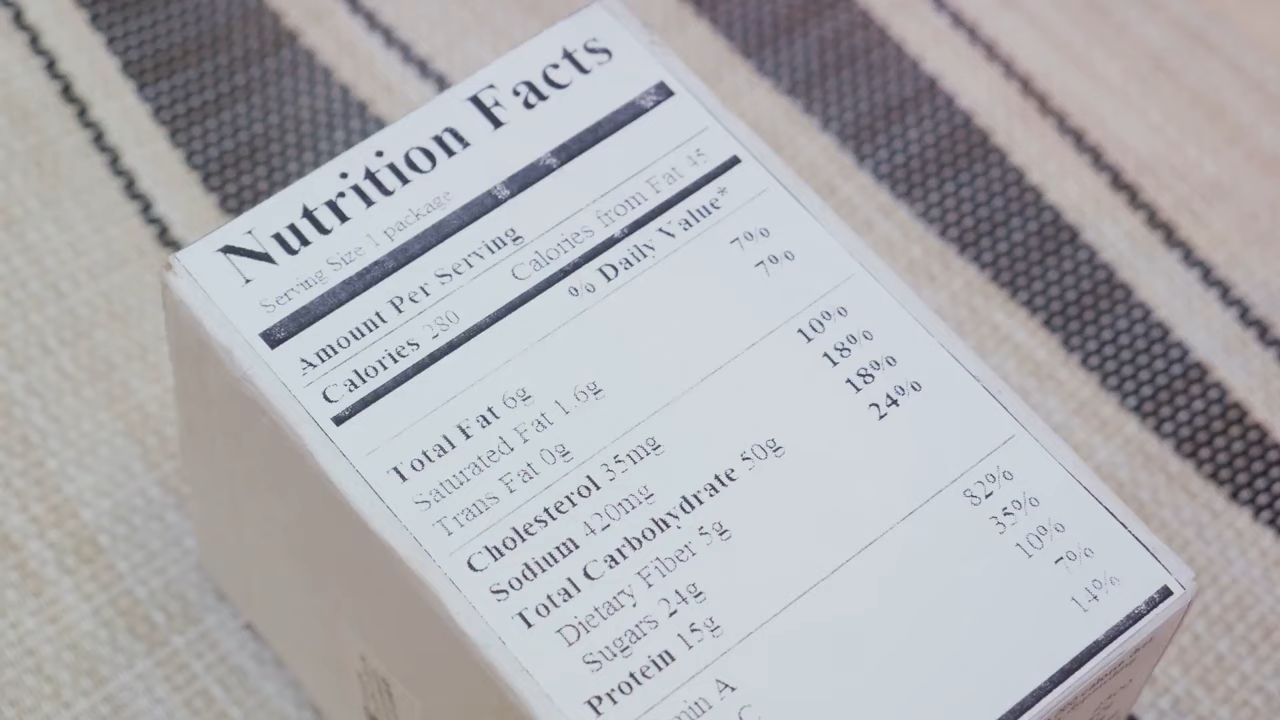 Nutrition Facts
Serving Size 1 package
Amount Per Serving
Calories 280 Calories from Fat 45
% Daily Value*
Total Fat 6g 7%
Saturated Fat 1.6g 7%
Trans Fat 0g
Cholesterol 35mg 10%
Sodium 420mg 18%
Total Carbohydrate 50g 18%
Dietary Fiber 5g 24%
Sugars 24g
Protein 15g
min A 82%
C 35%
10%
7%
14%